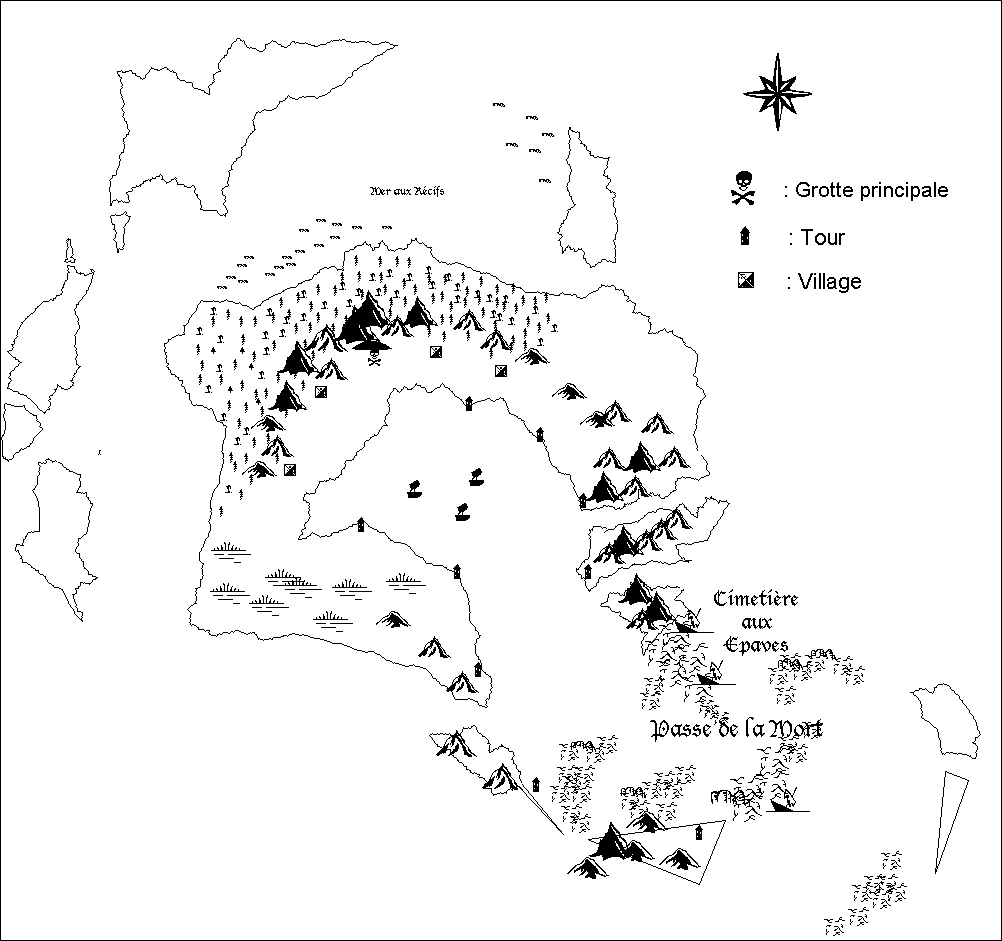 Mer aux Récifs
: Grotte principale
: Tour
: Village
Cimetière
aux
Epaves
Passe de la Mort